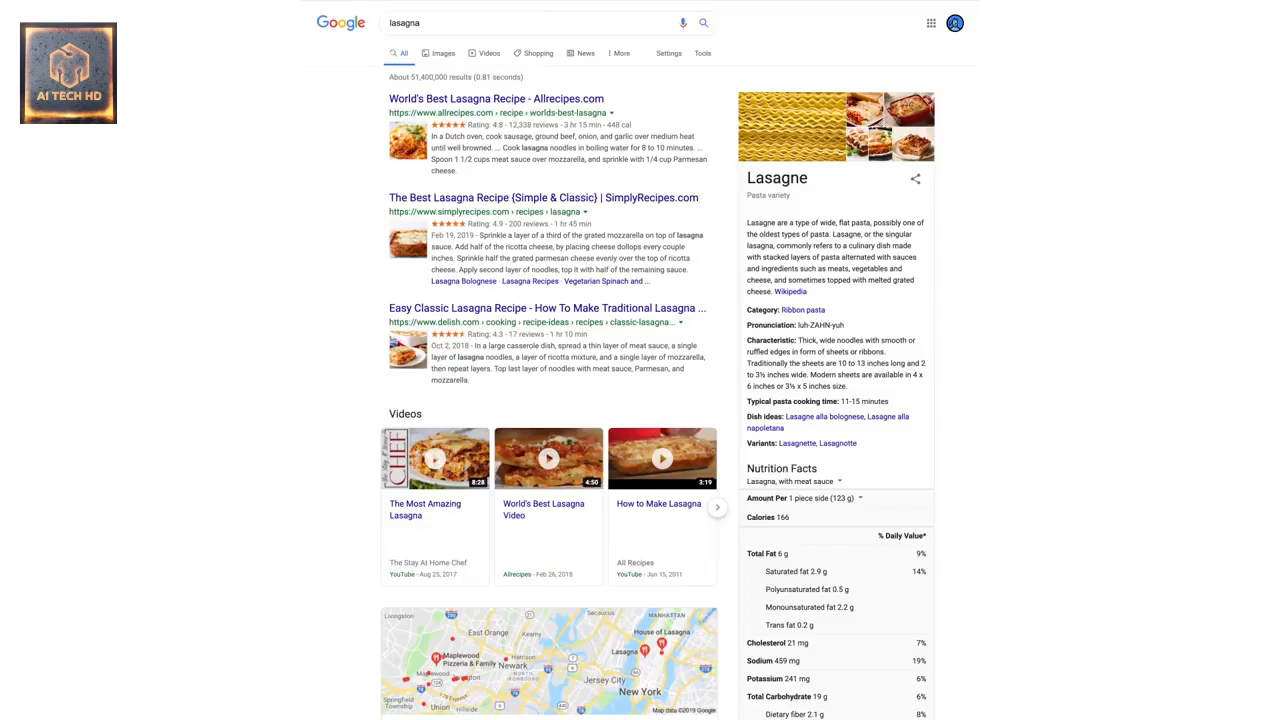 A1 TECH HD
Google
lasagna
All
Images
Videos
Shopping
News
More
Settings
Tools
About 51,400,000 results (0.81 seconds)
World's Best Lasagna Recipe - Allrecipes.com
https://www.allrecipes.com › recipe › worlds-best-lasagna
Rating: 4.8 - 12,338 reviews - 3 hr 15 min - 448 cal
In a Dutch oven, cook sausage, ground beef, onion, and garlic over medium heat
until well browned. ... Cook lasagna noodles in boiling water for 8 to 10 minutes. ...
Spoon 1 1/2 cups meat sauce over mozzarella, and sprinkle with 1/4 cup Parmesan
cheese.
The Best Lasagna Recipe {Simple & Classic} | SimplyRecipes.com
https://www.simplyrecipes.com › recipes › lasagna
Rating: 4.9 - 200 reviews - 1 hr 45 min
Feb 19, 2019 - Sprinkle a layer of a third of the grated mozzarella on top of lasagna
sauce. Add half of the ricotta cheese, by placing cheese dollops every couple
inches. Sprinkle half the grated parmesan cheese evenly over the top of ricotta
cheese. Apply second layer of noodles, top it with half of the remaining sauce.
Lasagna Bolognese · Lasagna Recipes · Vegetarian Spinach and ...
Easy Classic Lasagna Recipe - How To Make Traditional Lasagna ...
https://www.delish.com › cooking › recipe-ideas › recipes › classic-lasagna...
Rating: 4.3 - 17 reviews - 1 hr 10 min
Oct 2, 2018 - In a large casserole dish, spread a thin layer of meat sauce, a single
layer of lasagna noodles, a layer of ricotta mixture, and a single layer of mozzarella,
then repeat layers. Top last layer of noodles with meat sauce, Parmesan, and
mozzarella.
Videos
CHEF
8:28
4:50
3:19
The Most Amazing
Lasagna
The Stay At Home Chef
YouTube - Aug 23, 2017
World's Best Lasagna
Video
Allrecipes - Feb 26, 2018
How to Make Lasagna
All Recipes
YouTube - Jun 15, 2011
Livingston
Secaucus
MANHATTAN
East Orange
Kearny
House of Lasagna
Lasagna
Maplewood
Pizzeria & Family
Harrison
Newark
Irvington
Jersey City
New York
Springfield
Township
Union
Hillside
Map data ©2019 Google
Lasagne
Pasta variety
Lasagne are a type of wide, flat pasta, possibly one of
the oldest types of pasta. Lasagne, or the singular
lasagna, commonly refers to a culinary dish made
with stacked layers of pasta alternated with sauces
and ingredients such as meats, vegetables and
cheese, and sometimes topped with melted grated
cheese. Wikipedia
Category: Ribbon pasta
Pronunciation: luh-ZAHN-yuh
Characteristic: Thick, wide noodles with smooth or
ruffled edges in form of sheets or ribbons.
Traditionally the sheets are 10 to 13 inches long and 2
to 3½ inches wide. Modern sheets are available in 4 x
6 inches or 3½ x 5 inches size.
Typical pasta cooking time: 11-15 minutes
Dish ideas: Lasagne alla bolognese, Lasagne alla
napoletana
Variants: Lasagnette, Lasagnotte
Nutrition Facts
Lasagna, with meat sauce
Amount Per 1 piece side (123 g)
Calories 166
% Daily Value*
Total Fat 6 g 9%
Saturated fat 2.9 g 14%
Polyunsaturated fat 0.5 g
Monounsaturated fat 2.2 g
Trans fat 0.2 g
Cholesterol 21 mg 7%
Sodium 459 mg 19%
Potassium 241 mg 6%
Total Carbohydrate 19 g 6%
Dietary fiber 2.1 g 8%